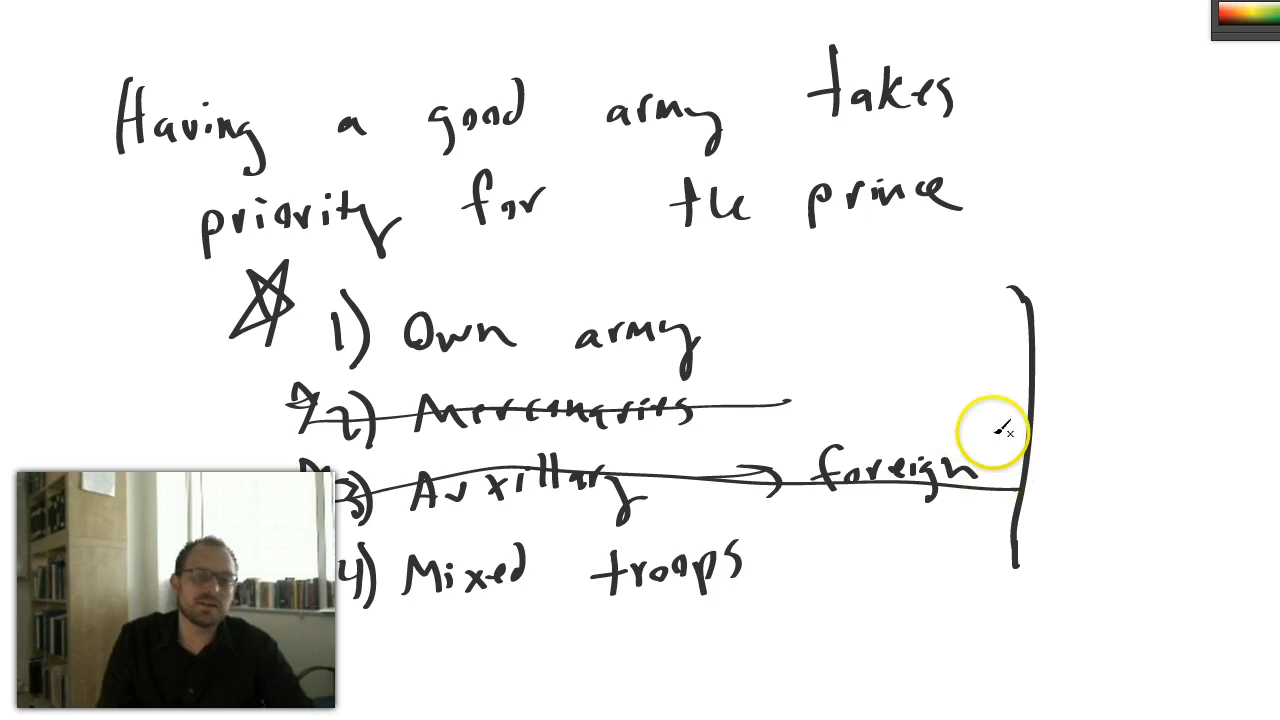 Having a good army takes
priority for the prince
1) Own army
2) Mercenaries
3) Auxillary → foreign
4) Mixed troops